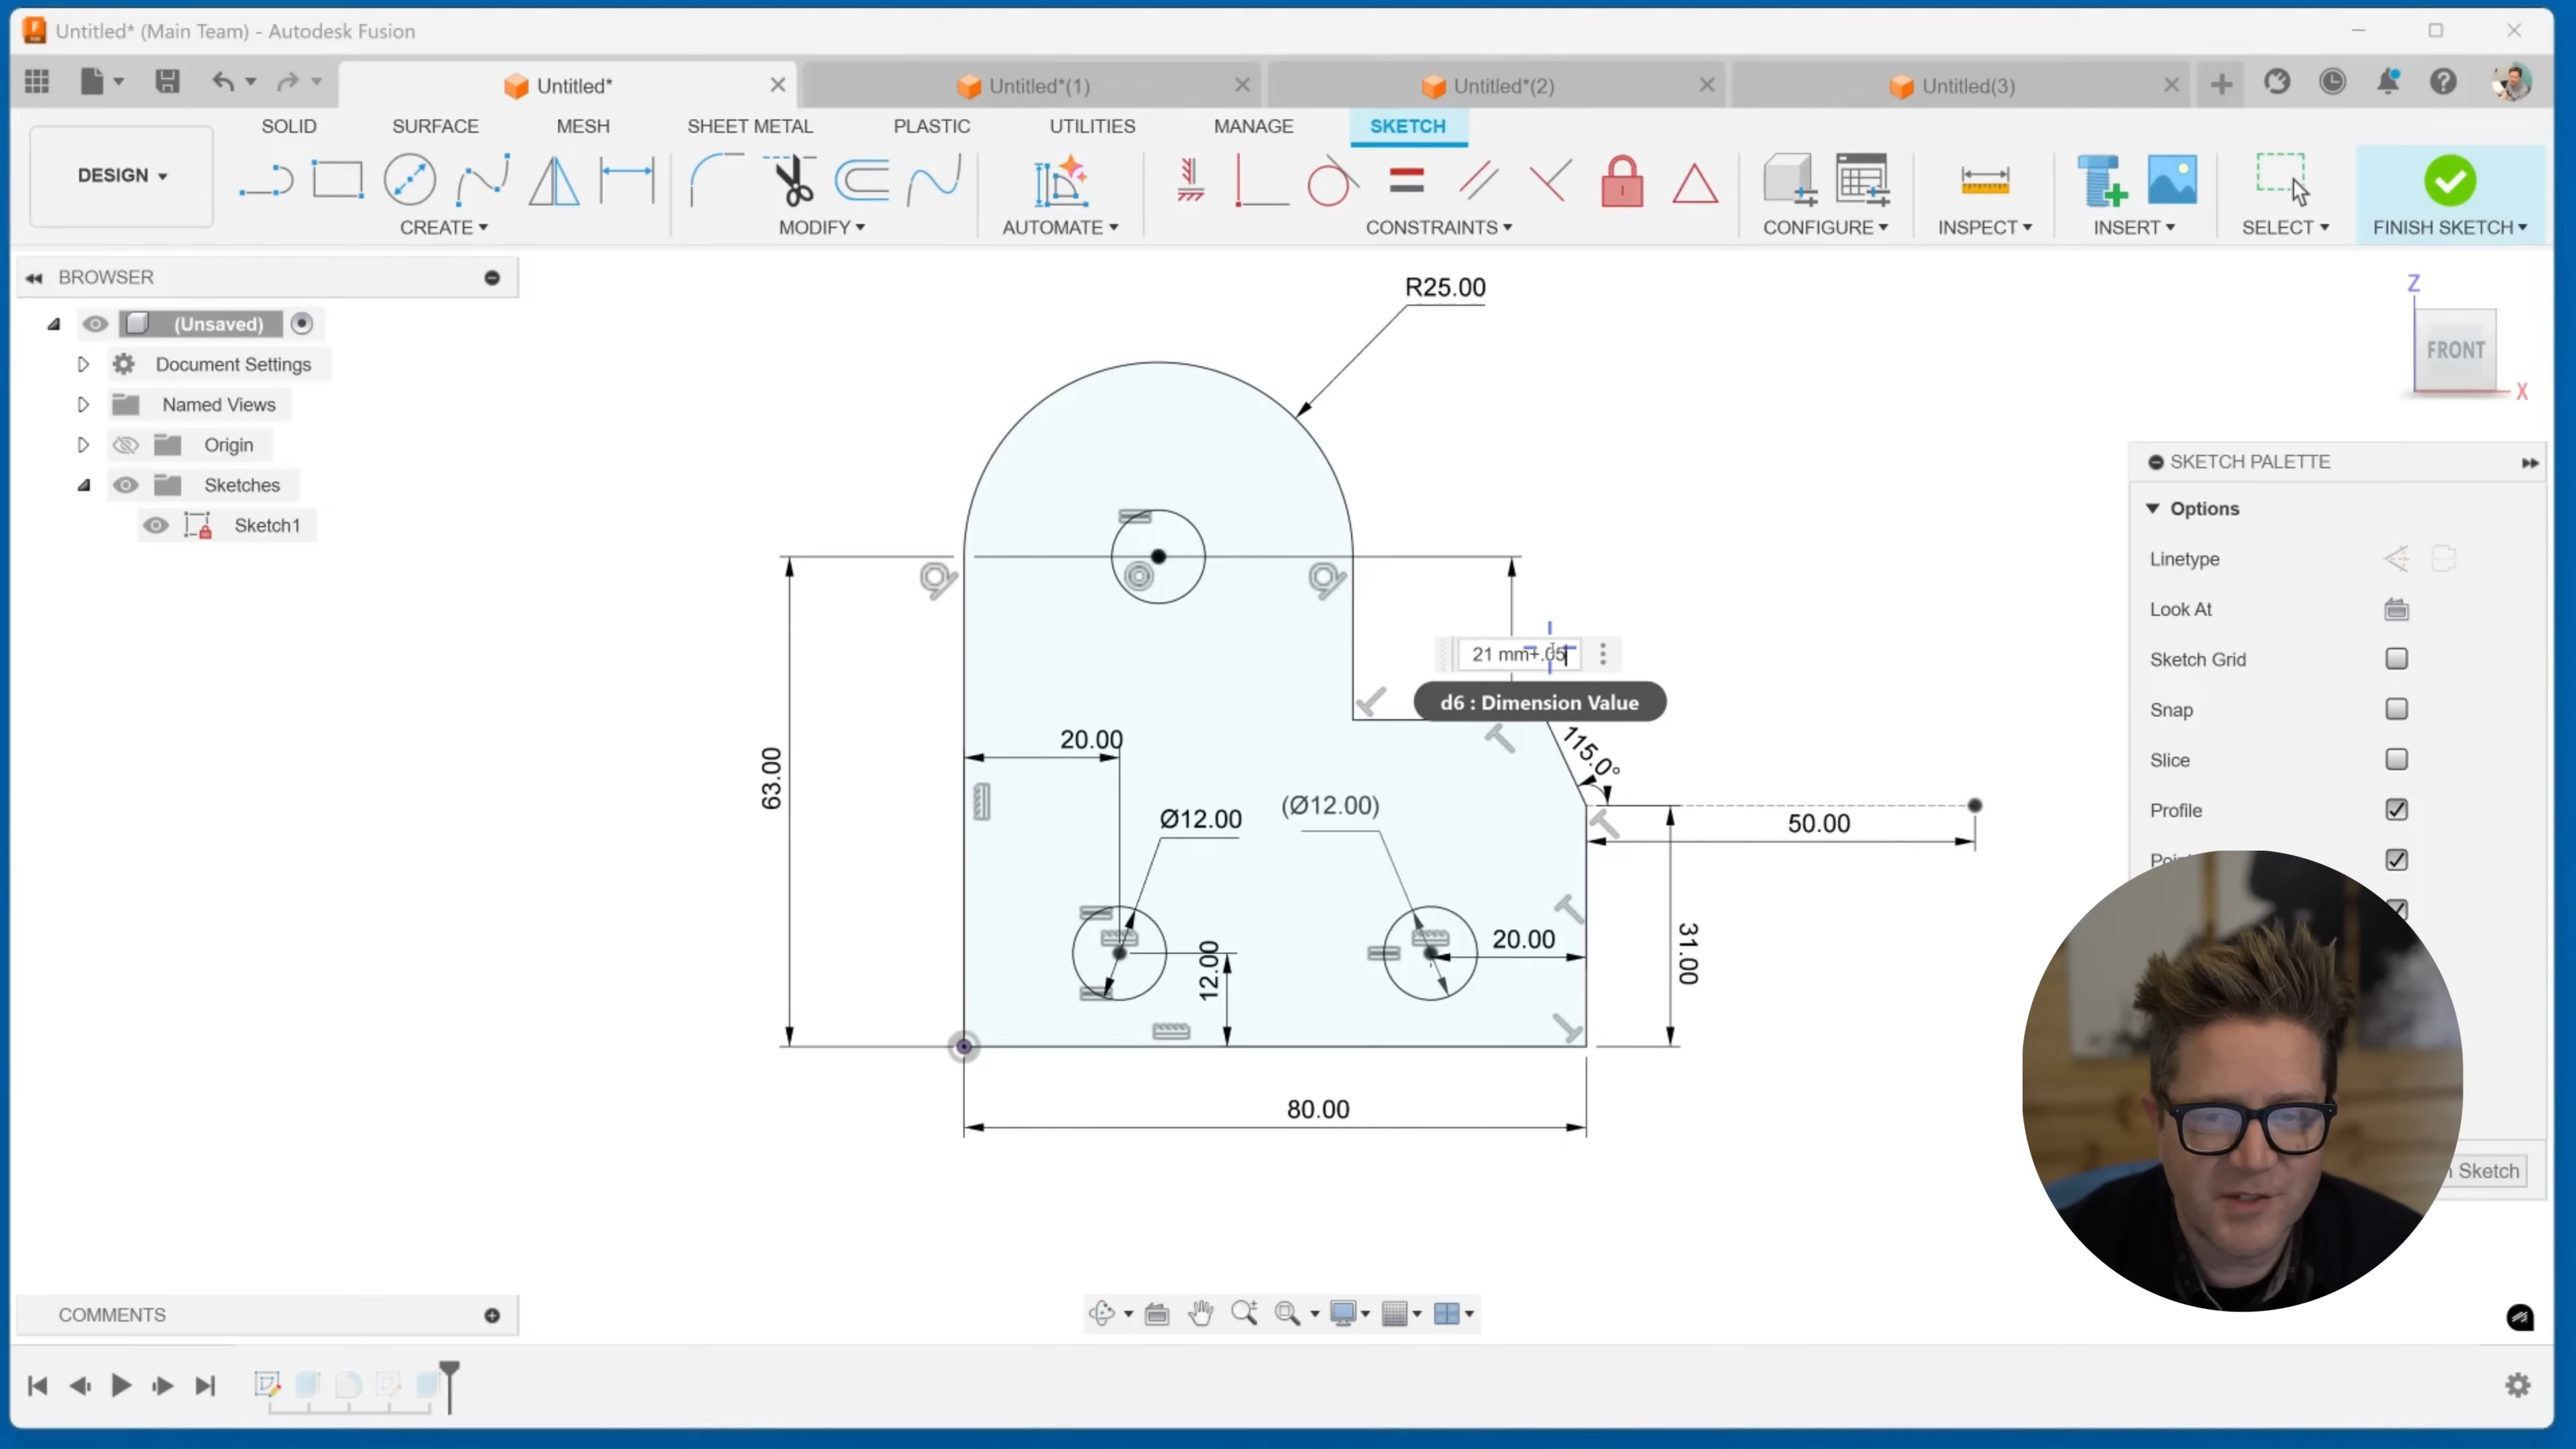 Untitled* (Main Team) - Autodesk Fusion
Untitled*
Untitled*(1)
Untitled*(2)
Untitled(3)
SOLID
SURFACE
MESH
SHEET METAL
PLASTIC
UTILITIES
MANAGE
SKETCH
DESIGN
CREATE
MODIFY
AUTOMATE
CONSTRAINTS
CONFIGURE
INSPECT
INSERT
SELECT
FINISH SKETCH
BROWSER
(Unsaved)
Document Settings
Named Views
Origin
Sketches
Sketch1
R25.00
Z
FRONT
X
SKETCH PALETTE
Options
Linetype
Look At
Sketch Grid
Snap
Slice
Profile
21 mm+.05
d6 : Dimension Value
115.0°
20.00
63.00
Ø12.00
(Ø12.00)
50.00
20.00
31.00
12.00
80.00
Sketch
COMMENTS